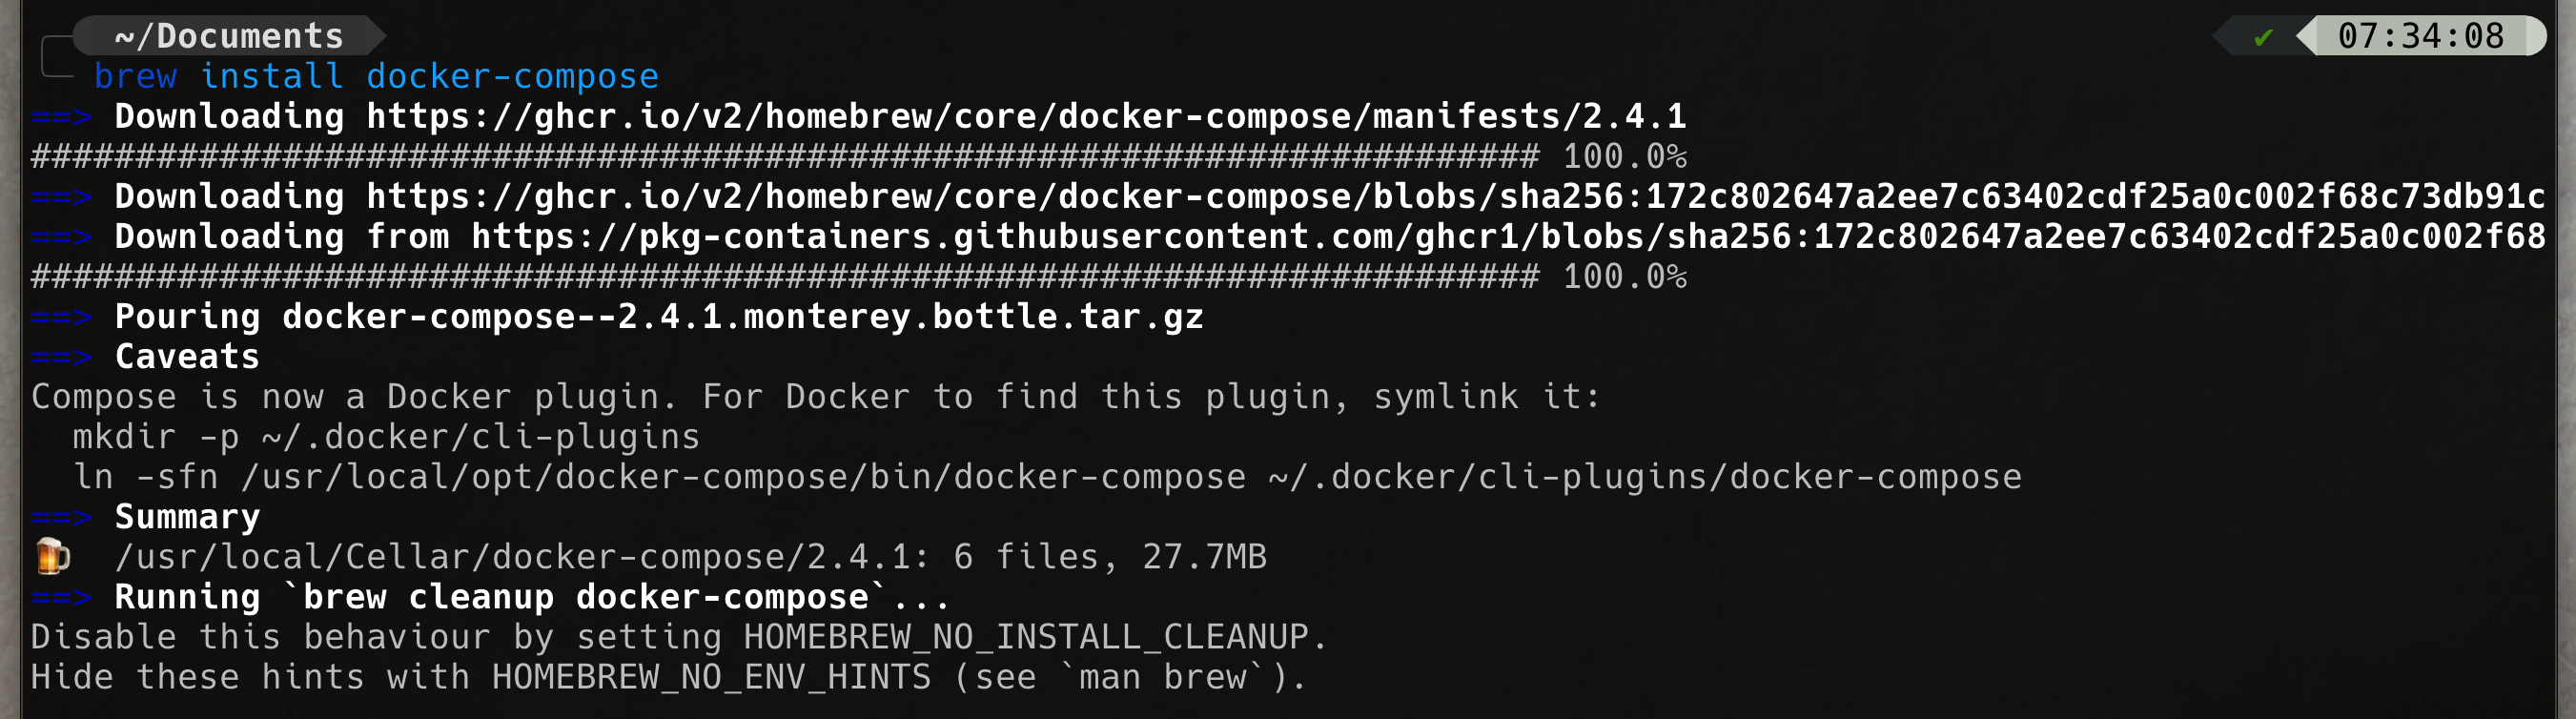 ~/Documents ✔ 07:34:08
brew install docker-compose
==> Downloading https://ghcr.io/v2/homebrew/core/docker-compose/manifests/2.4.1
######################################################################## 100.0%
==> Downloading https://ghcr.io/v2/homebrew/core/docker-compose/blobs/sha256:172c802647a2ee7c63402cdf25a0c002f68c73db91c
==> Downloading from https://pkg-containers.githubusercontent.com/ghcr1/blobs/sha256:172c802647a2ee7c63402cdf25a0c002f68
######################################################################## 100.0%
==> Pouring docker-compose--2.4.1.monterey.bottle.tar.gz
==> Caveats
Compose is now a Docker plugin. For Docker to find this plugin, symlink it:
  mkdir -p ~/.docker/cli-plugins
  ln -sfn /usr/local/opt/docker-compose/bin/docker-compose ~/.docker/cli-plugins/docker-compose
==> Summary
🍺  /usr/local/Cellar/docker-compose/2.4.1: 6 files, 27.7MB
==> Running `brew cleanup docker-compose`...
Disable this behaviour by setting HOMEBREW_NO_INSTALL_CLEANUP.
Hide these hints with HOMEBREW_NO_ENV_HINTS (see `man brew`).